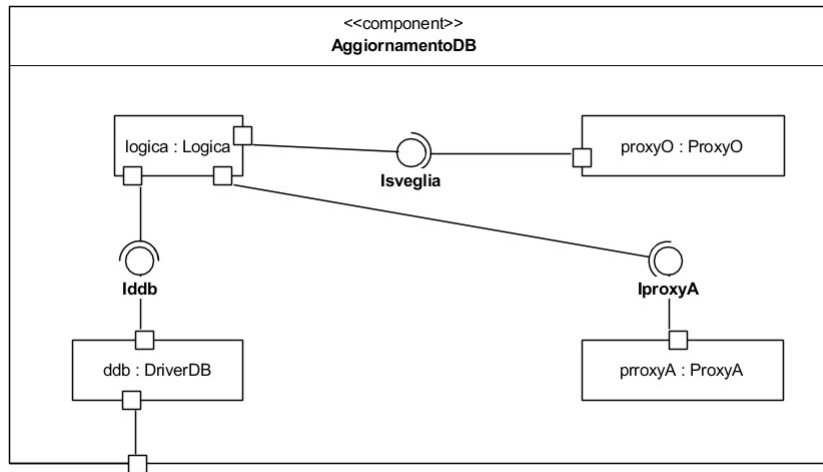 <<component>>
AggiornamentoDB
logica : Logica
proxyO : ProxyO
Isveglia
Iddb
IproxyA
ddb : DriverDB
prroxyA : ProxyA